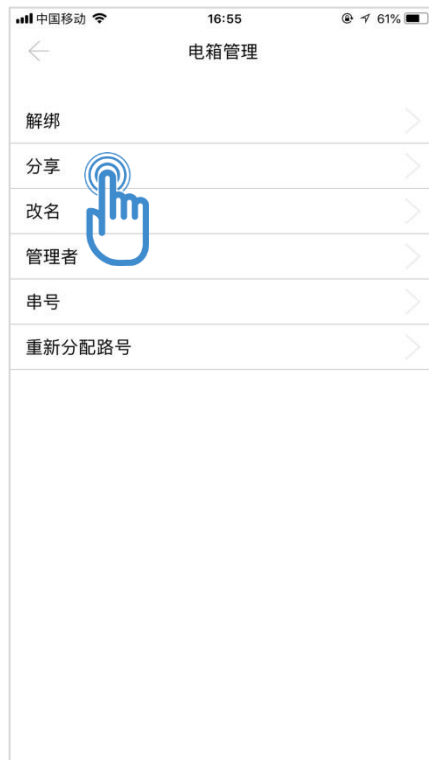 中国移动 16:55 61%
电箱管理
解绑
分享
改名
管理者
串号
重新分配路号